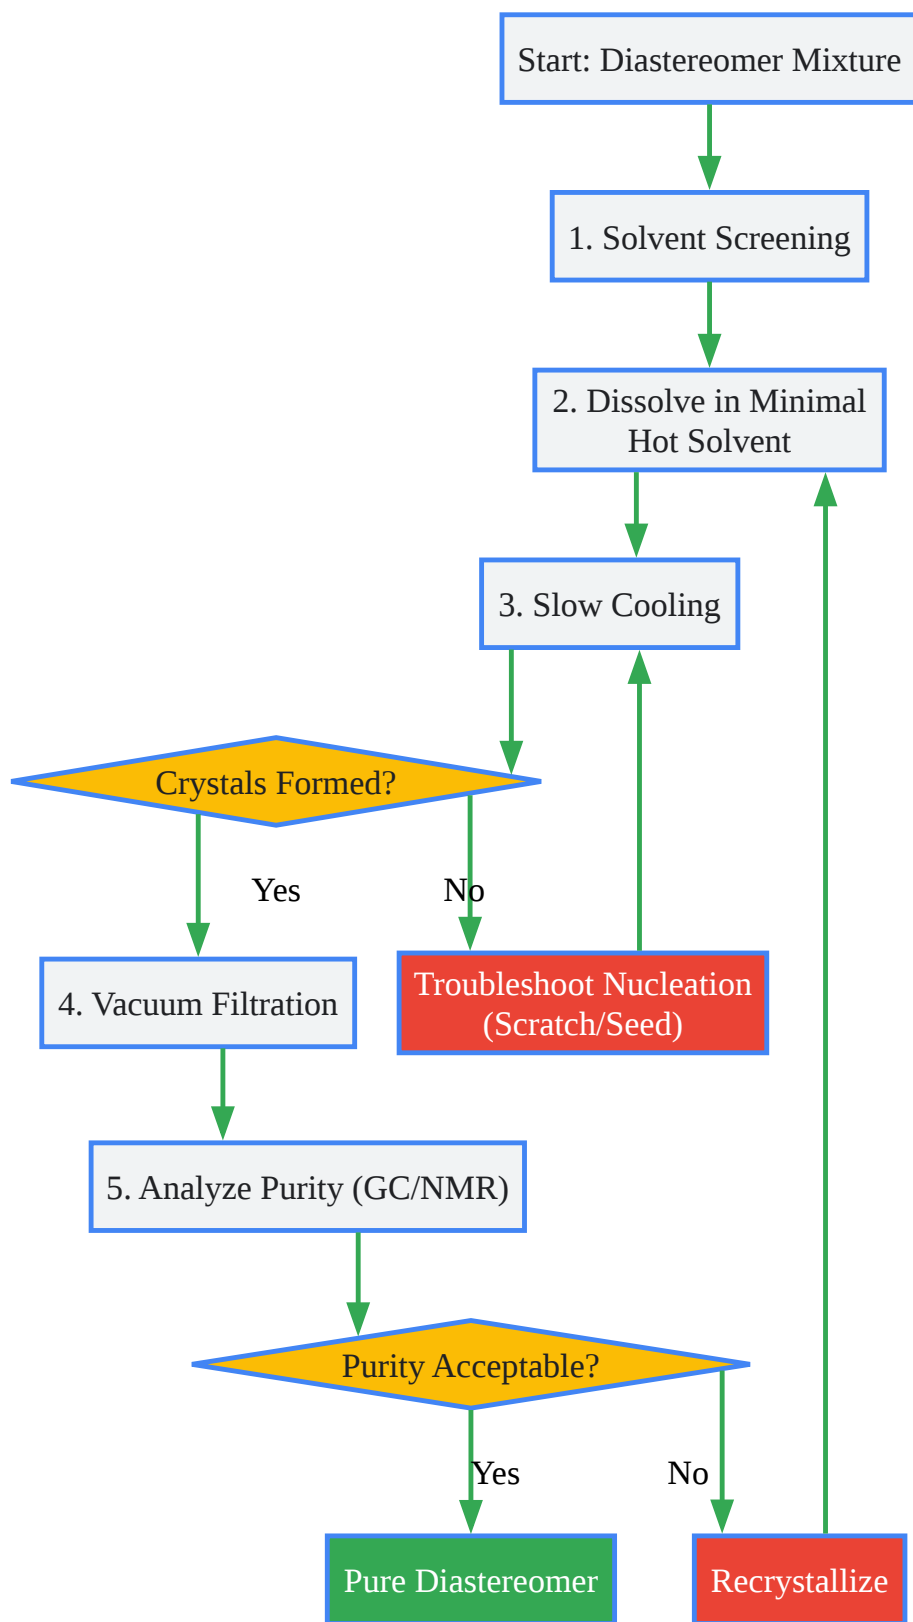 Start: Diastereomer Mixture
1. Solvent Screening
2. Dissolve in Minimal
Hot Solvent
3. Slow Cooling
Crystals Formed?
Yes
No
4. Vacuum Filtration
Troubleshoot Nucleation
(Scratch/Seed)
5. Analyze Purity (GC/NMR)
Purity Acceptable?
Yes
No
Pure Diastereomer
Recrystallize